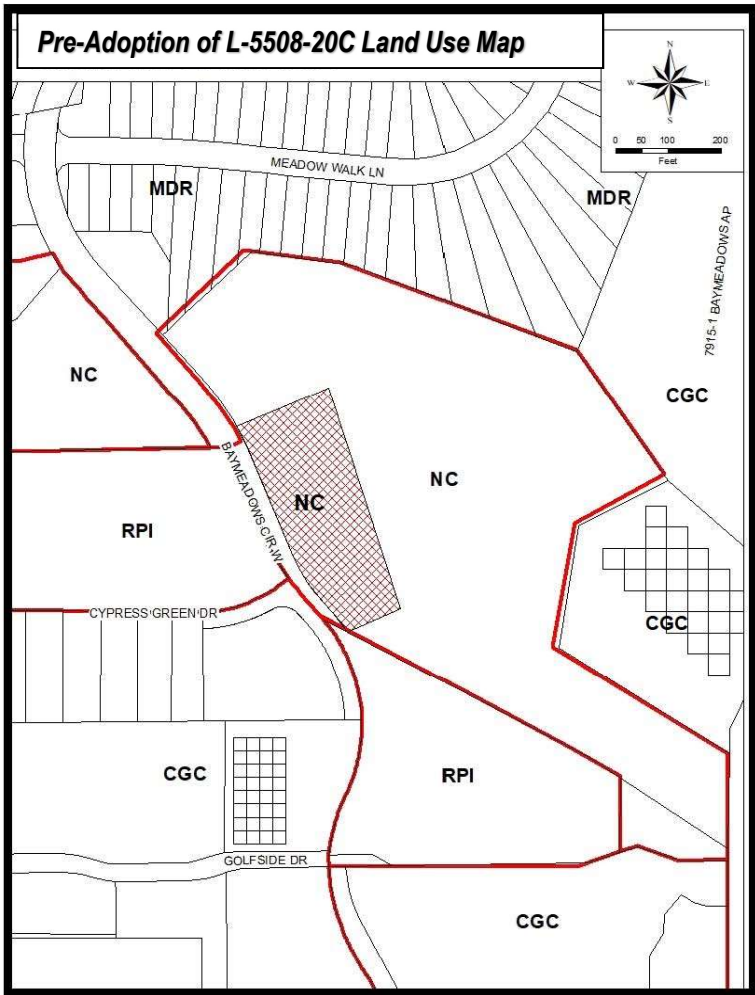 Pre-Adoption of L-5508-20C Land Use Map
N
W E
S
0 50 100 200
Feet
MEADOW WALK LN
MDR
MDR
7915-1 BAYMEADOWS AP
NC
CGC
NC
NC
BAYMEADOWS CIR W
RPI
CYPRESS GREEN DR
CGC
CGC
RPI
GOLFSIDE DR
CGC